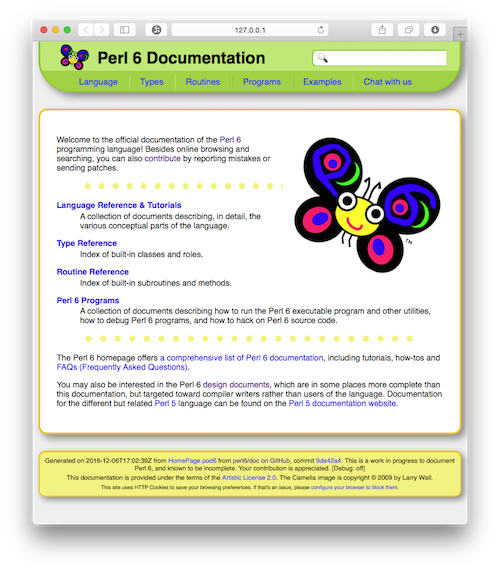 127.0.0.1
Perl 6 Documentation
Language Types Routines Programs Examples Chat with us
Welcome to the official documentation of the Perl 6
programming language! Besides online browsing and
searching, you can also contribute by reporting mistakes or
sending patches.
Language Reference & Tutorials
A collection of documents describing, in detail, the
various conceptual parts of the language.
Type Reference
Index of built-in classes and roles.
Routine Reference
Index of built-in subroutines and methods.
Perl 6 Programs
A collection of documents describing how to run the Perl 6 executable program and other utilities,
how to debug Perl 6 programs, and how to hack on Perl 6 source code.
TM
The Perl 6 homepage offers a comprehensive list of Perl 6 documentation, including tutorials, how-tos and
FAQs (Frequently Asked Questions).
You may also be interested in the Perl 6 design documents, which are in some places more complete than
this documentation, but targeted toward compiler writers rather than users of the language. Documentation
for the different but related Perl 5 language can be found on the Perl 5 documentation website.
Generated on 2016-12-06T17:02:39Z from HomePage.pod6 from perl6/doc on GitHub, commit 9de42a4. This is a work in progress to document
Perl 6, and known to be incomplete. Your contribution is appreciated. [Debug: off]
This documentation is provided under the terms of the Artistic License 2.0. The Camelia image is copyright © 2009 by Larry Wall.
This site uses HTTP Cookies to save your browsing preferences. If that's an issue, please configure your browser to block them.